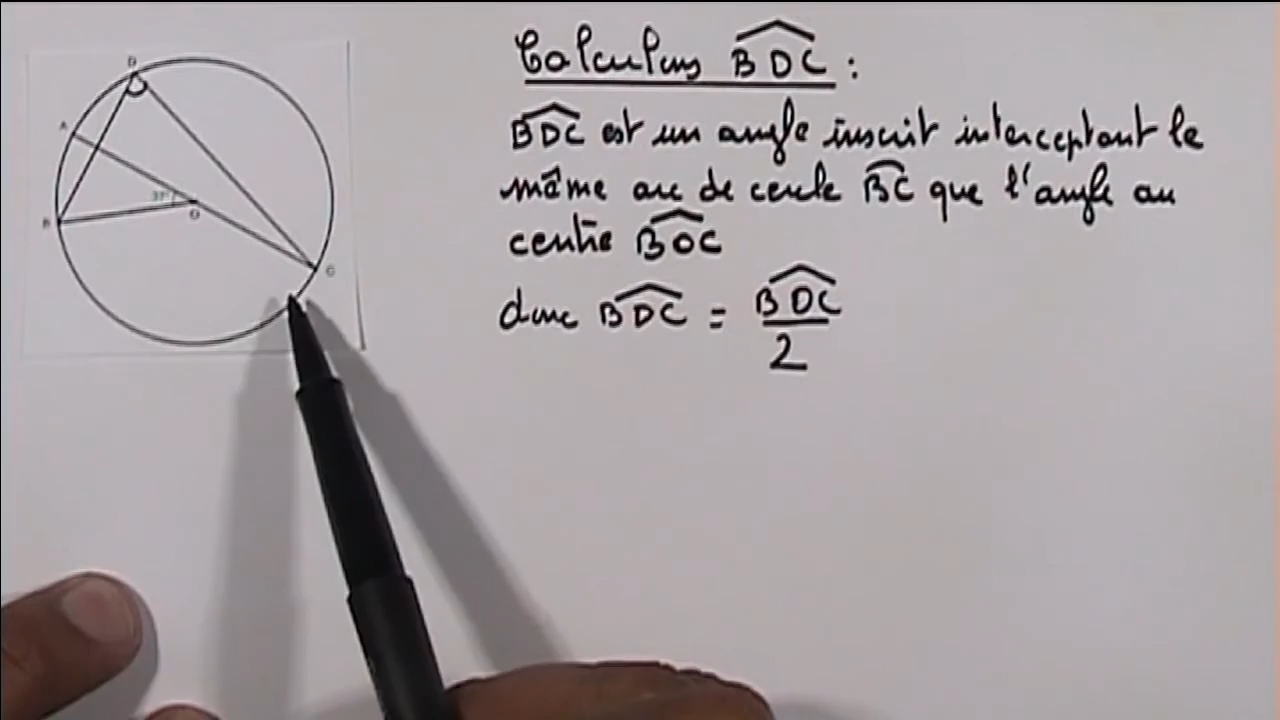 Calculons BDC :
BDC est un angle inscrit interceptant le
même arc de cercle BC que l'angle au
centre BOC
donc BDC = BDC
2
D
A
37°
O
B
C